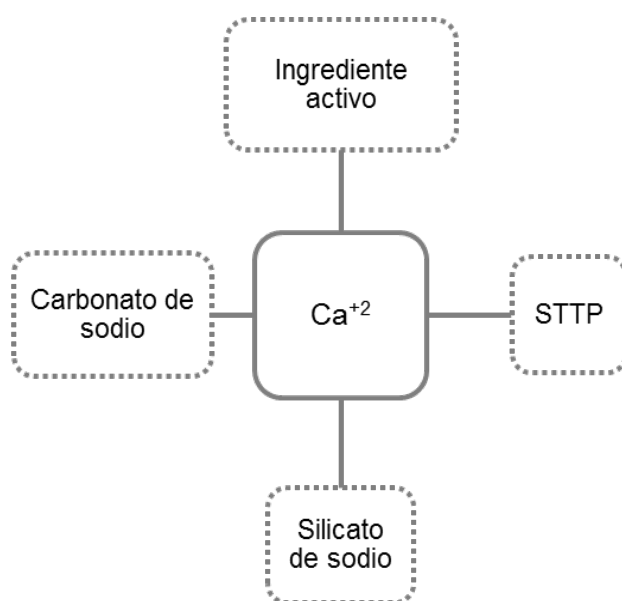 Ingrediente
activo
Carbonato de
sodio
Ca⁺²
STTP
Silicato
de sodio